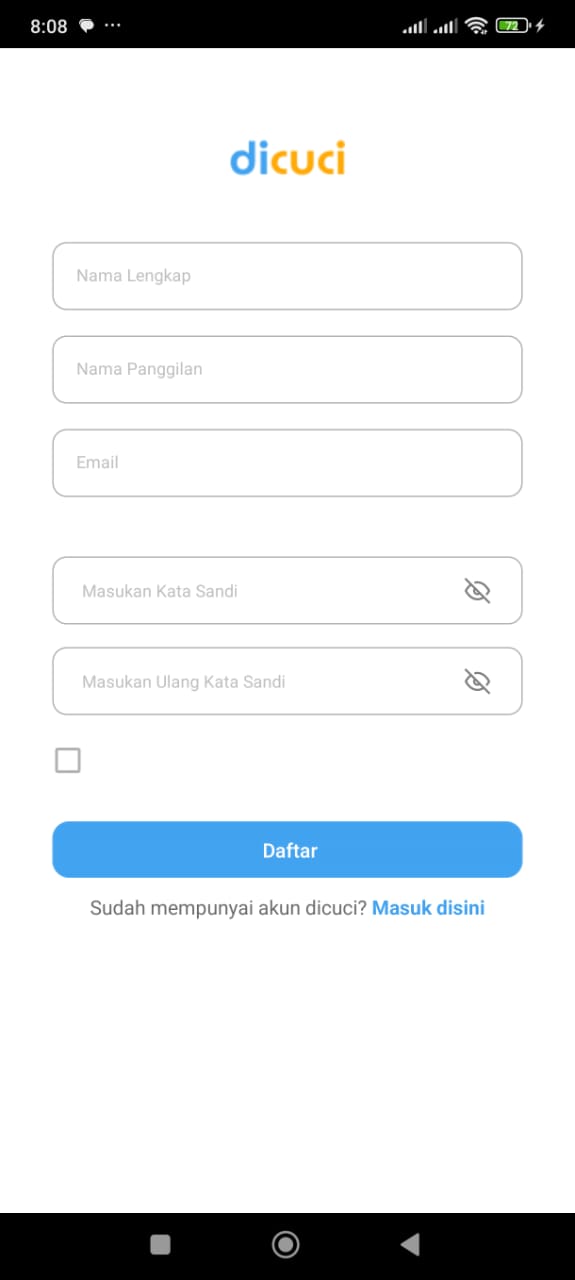 8:08
72
dicuci
Nama Lengkap
Nama Panggilan
Email
Masukan Kata Sandi
Masukan Ulang Kata Sandi
Daftar
Sudah mempunyai akun dicuci? Masuk disini